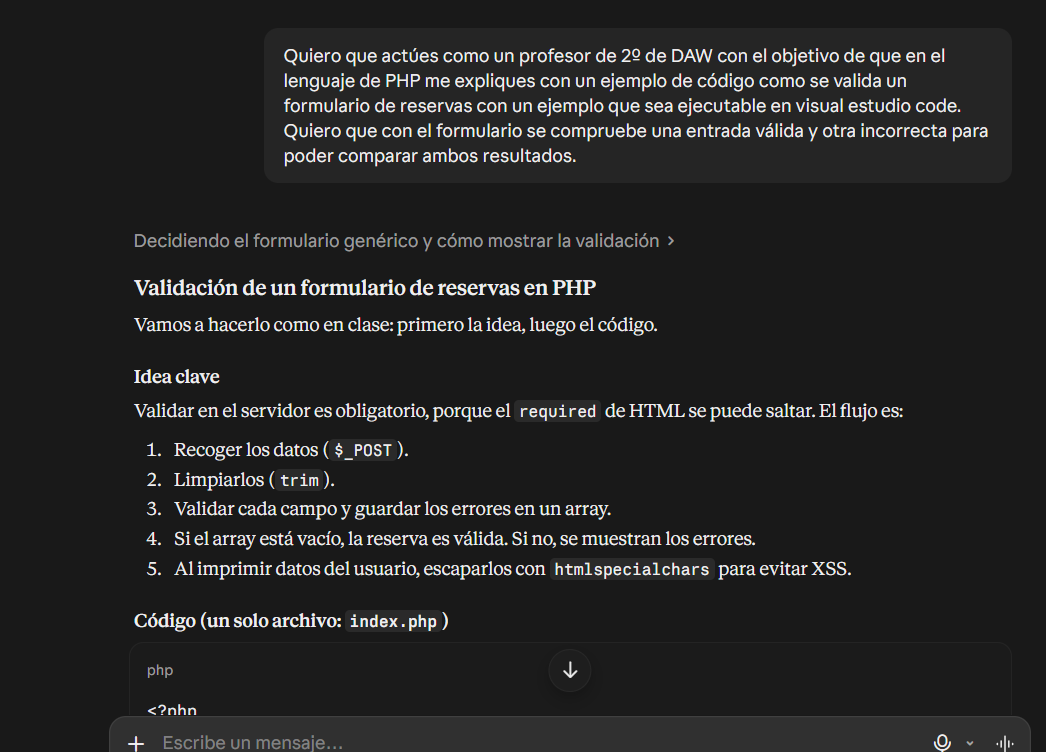 Quiero que actúes como un profesor de 2º de DAW con el objetivo de que en el
lenguaje de PHP me expliques con un ejemplo de código como se valida un
formulario de reservas con un ejemplo que sea ejecutable en visual estudio code.
Quiero que con el formulario se compruebe una entrada válida y otra incorrecta para
poder comparar ambos resultados.
Decidiendo el formulario genérico y cómo mostrar la validación >
Validación de un formulario de reservas en PHP
Vamos a hacerlo como en clase: primero la idea, luego el código.
Idea clave
Validar en el servidor es obligatorio, porque el required de HTML se puede saltar. El flujo es:
1. Recoger los datos ($_POST).
2. Limpiarlos (trim).
3. Validar cada campo y guardar los errores en un array.
4. Si el array está vacío, la reserva es válida. Si no, se muestran los errores.
5. Al imprimir datos del usuario, escaparlos con htmlspecialchars para evitar XSS.
Código (un solo archivo: index.php)
php
<?php
Escribe un mensaje...